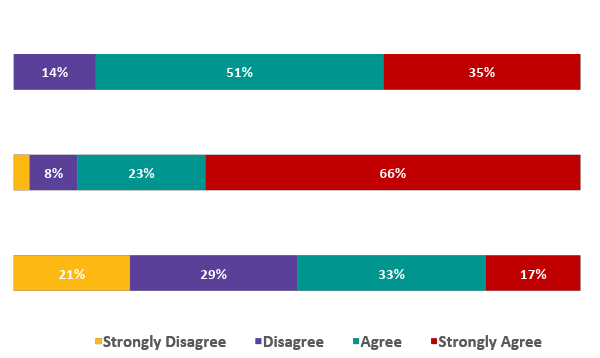 14% 51% 35%
8% 23% 66%
21% 29% 33% 17%
Strongly Disagree Disagree Agree Strongly Agree